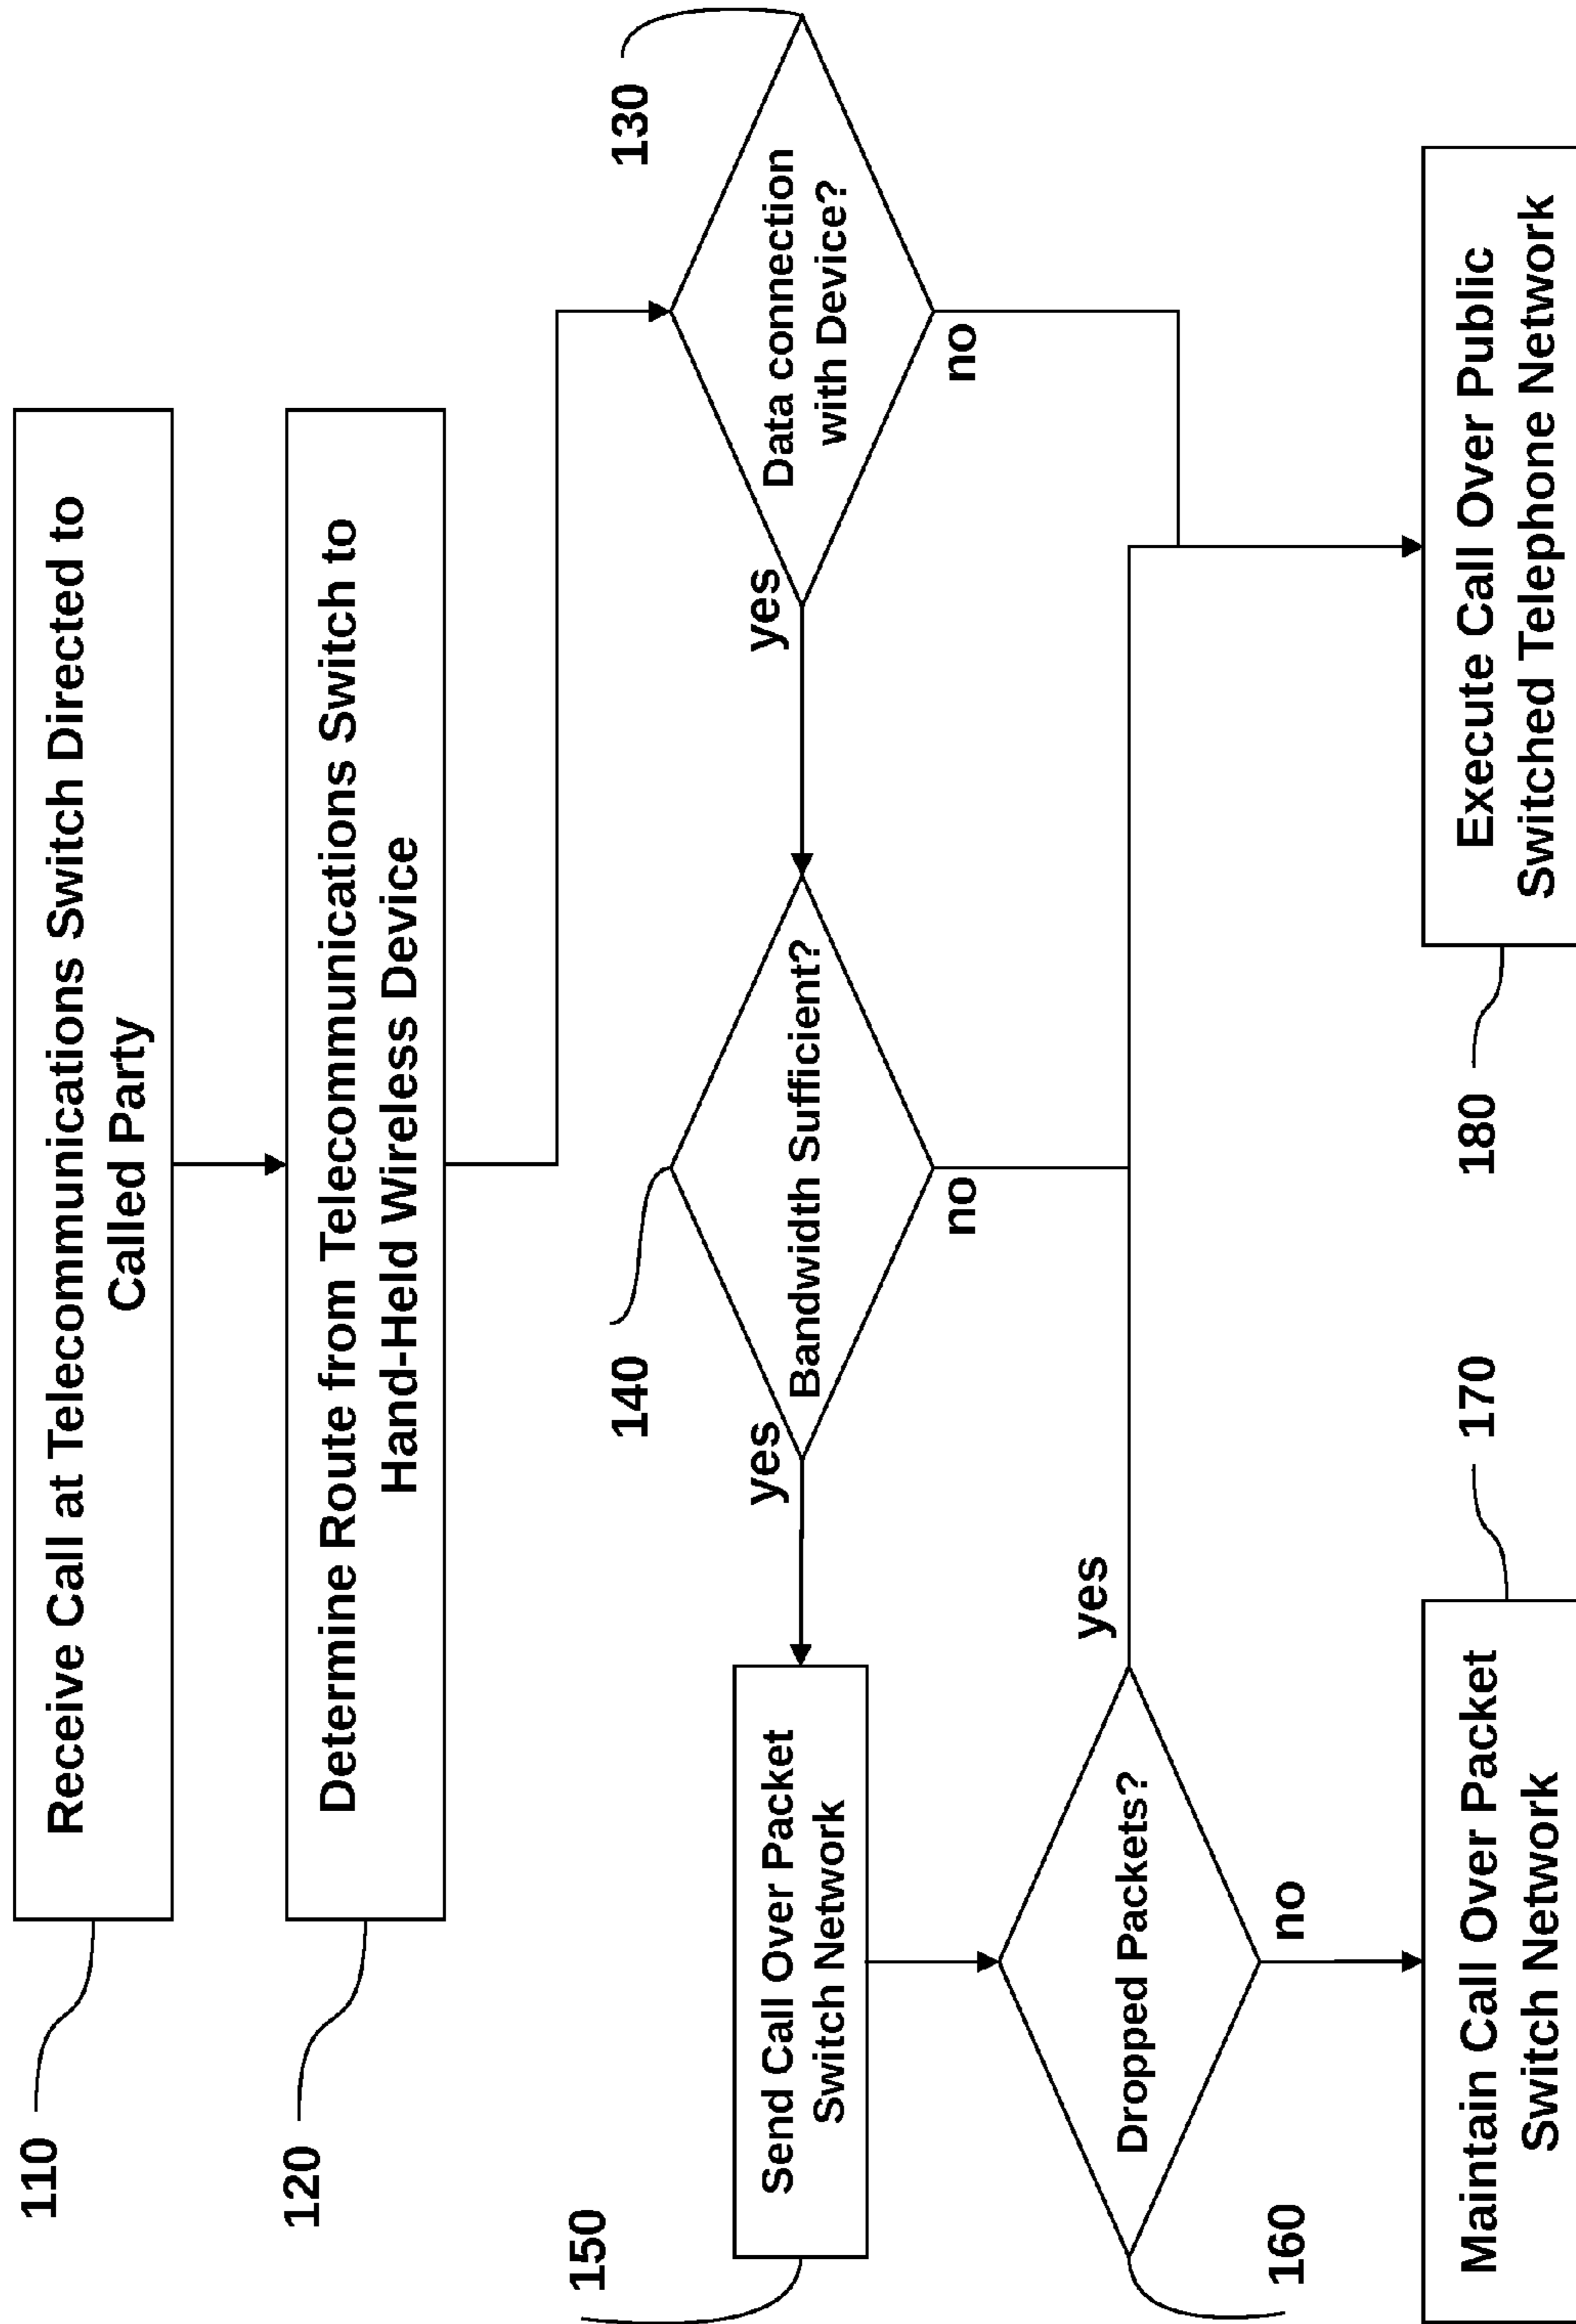 110
Receive Call at Telecommunications Switch Directed to
Called Party
120
Determine Route from Telecommunications Switch to
Hand-Held Wireless Device
150
140
130
Send Call Over Packet
Switch Network
yes
Bandwidth Sufficient?
yes
Data connection
with Device?
no
no
Dropped Packets?
yes
160
no
170
180
Maintain Call Over Packet
Switch Network
Execute Call Over Public
Switched Telephone Network